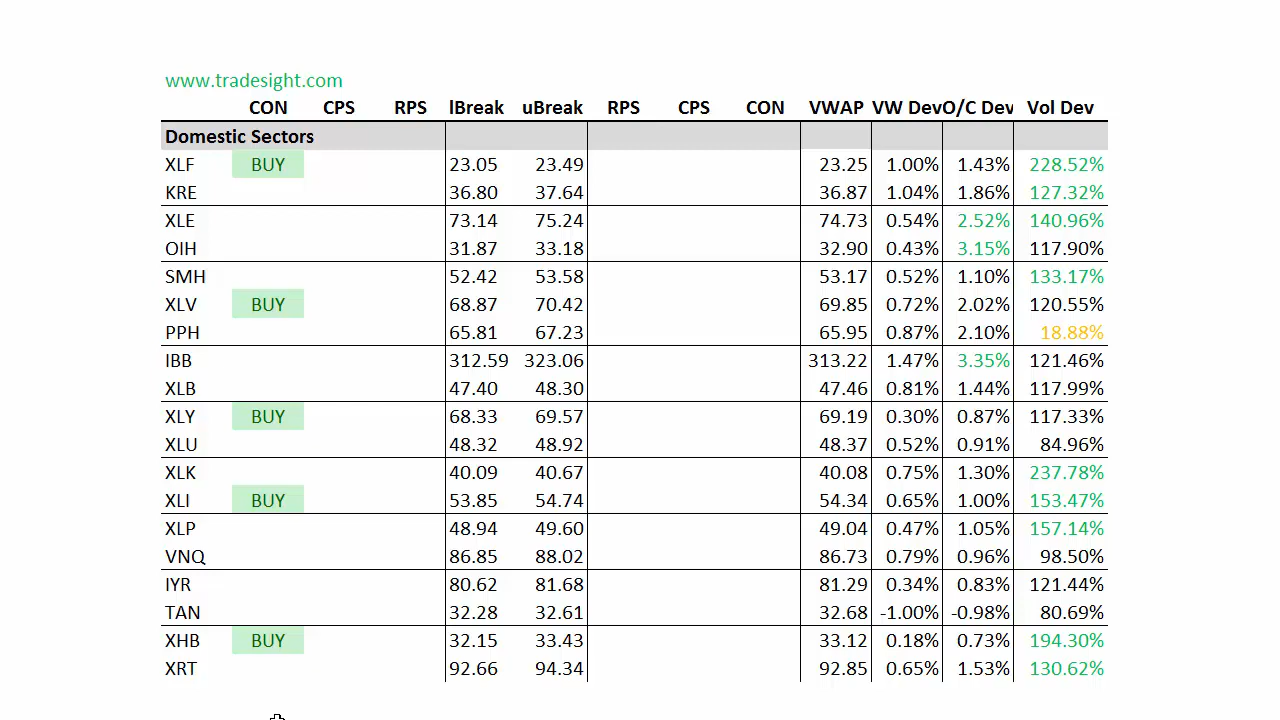 www.tradesight.com
CON CPS RPS lBreak uBreak RPS CPS CON VWAP VW Dev O/C Dev Vol Dev
Domestic Sectors
XLF BUY 23.05 23.49 23.25 1.00% 1.43% 228.52%
KRE 36.80 37.64 36.87 1.04% 1.86% 127.32%
XLE 73.14 75.24 74.73 0.54% 2.52% 140.96%
OIH 31.87 33.18 32.90 0.43% 3.15% 117.90%
SMH 52.42 53.58 53.17 0.52% 1.10% 133.17%
XLV BUY 68.87 70.42 69.85 0.72% 2.02% 120.55%
PPH 65.81 67.23 65.95 0.87% 2.10% 18.88%
IBB 312.59 323.06 313.22 1.47% 3.35% 121.46%
XLB 47.40 48.30 47.46 0.81% 1.44% 117.99%
XLY BUY 68.33 69.57 69.19 0.30% 0.87% 117.33%
XLU 48.32 48.92 48.37 0.52% 0.91% 84.96%
XLK 40.09 40.67 40.08 0.75% 1.30% 237.78%
XLI BUY 53.85 54.74 54.34 0.65% 1.00% 153.47%
XLP 48.94 49.60 49.04 0.47% 1.05% 157.14%
VNQ 86.85 88.02 86.73 0.79% 0.96% 98.50%
IYR 80.62 81.68 81.29 0.34% 0.83% 121.44%
TAN 32.28 32.61 32.68 -1.00% -0.98% 80.69%
XHB BUY 32.15 33.43 33.12 0.18% 0.73% 194.30%
XRT 92.66 94.34 92.85 0.65% 1.53% 130.62%